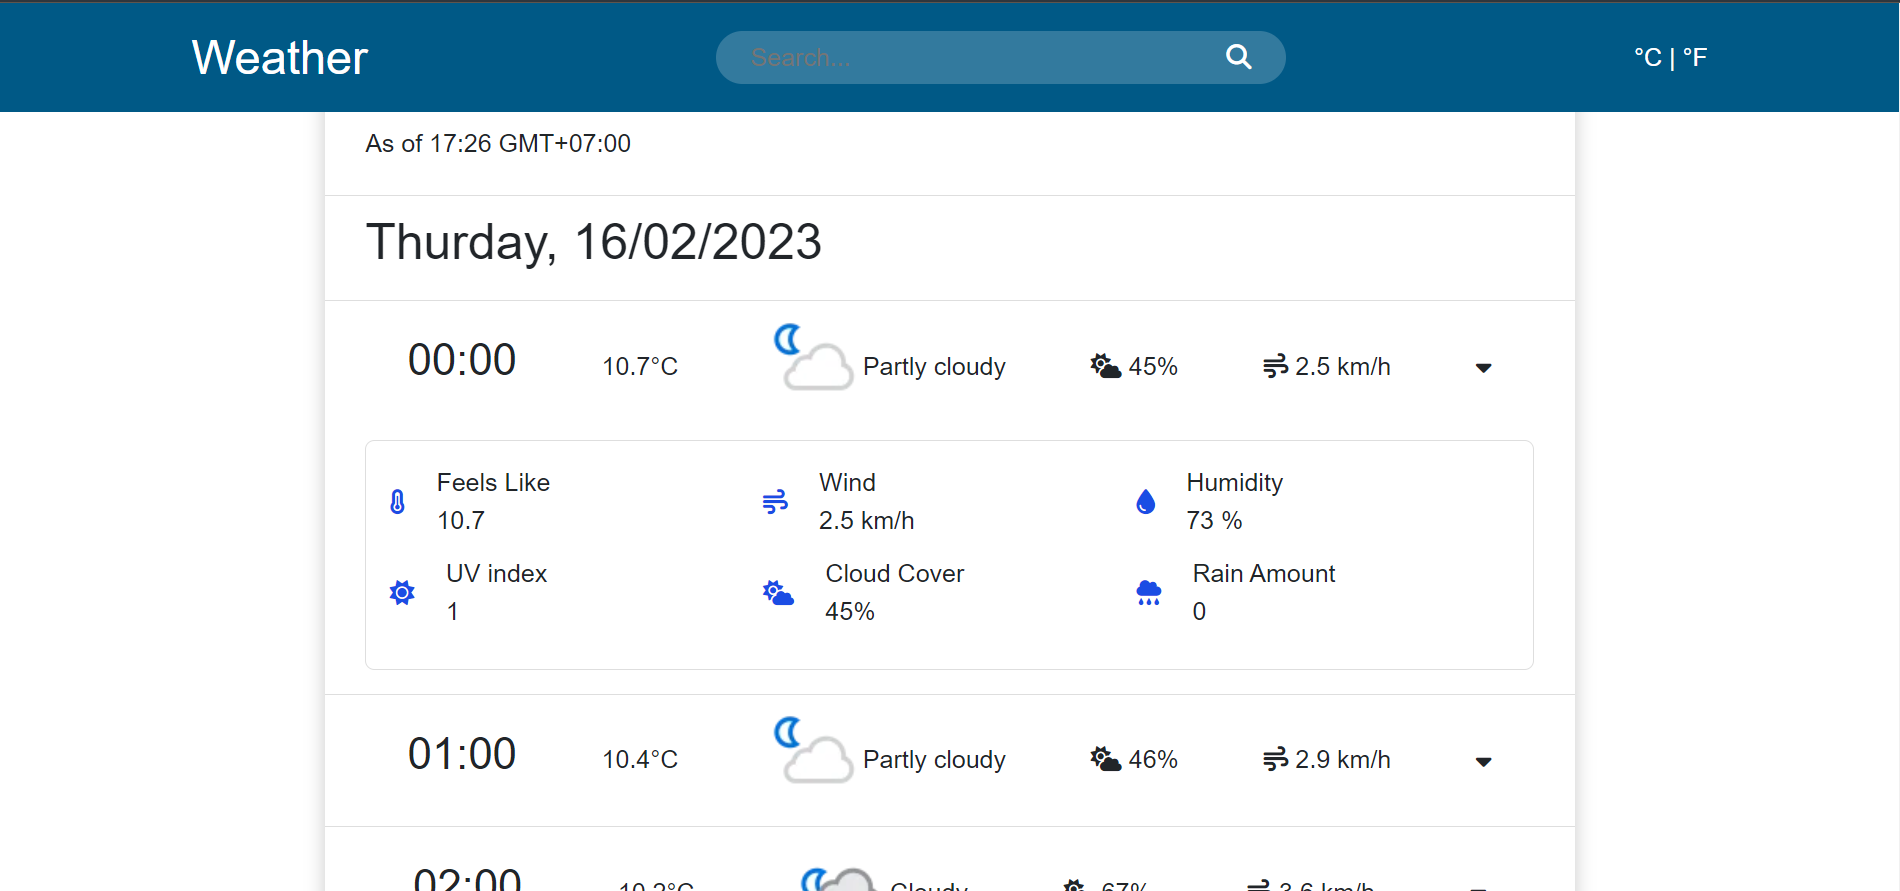 Weather
Search...
°C | °F
As of 17:26 GMT+07:00
Thurday, 16/02/2023
00:00 10.7°C Partly cloudy 45% 2.5 km/h
Feels Like Wind Humidity
10.7 2.5 km/h 73 %
UV index Cloud Cover Rain Amount
1 45% 0
01:00 10.4°C Partly cloudy 46% 2.9 km/h
02:00 10.2°C Cloudy 67% 3.6 km/h